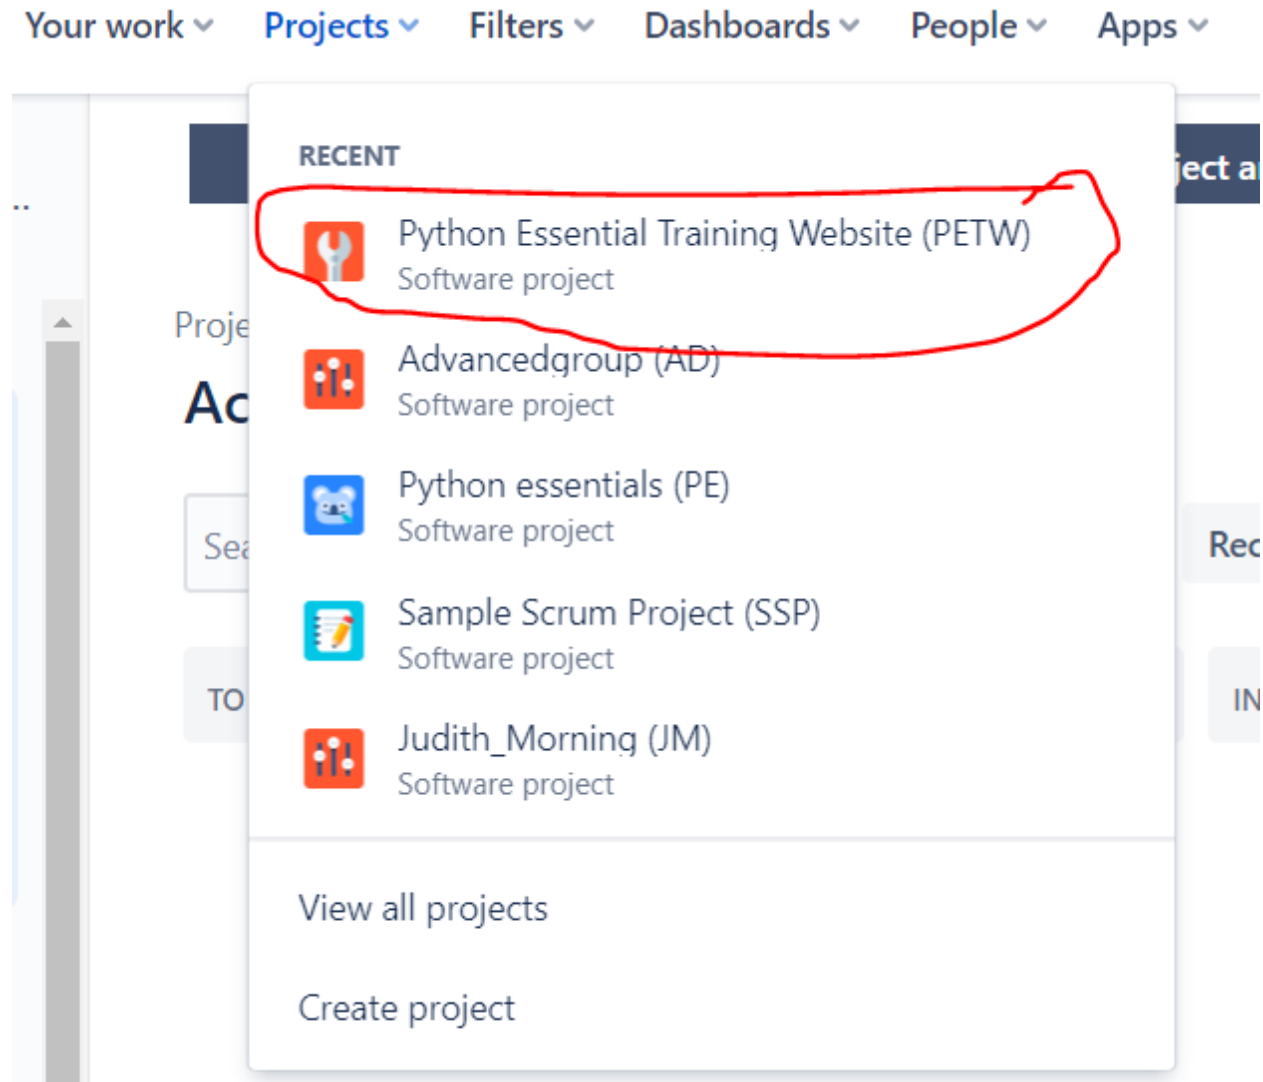 Your work Projects Filters Dashboards People Apps
RECENT
ject a
..
Python Essential Training Website (PETW)
Software project
Proje
Advancedgroup (AD)
Software project
Ac
Python essentials (PE)
Software project
Sea
Rec
Sample Scrum Project (SSP)
Software project
TO
IN
Judith_Morning (JM)
Software project
View all projects
Create project